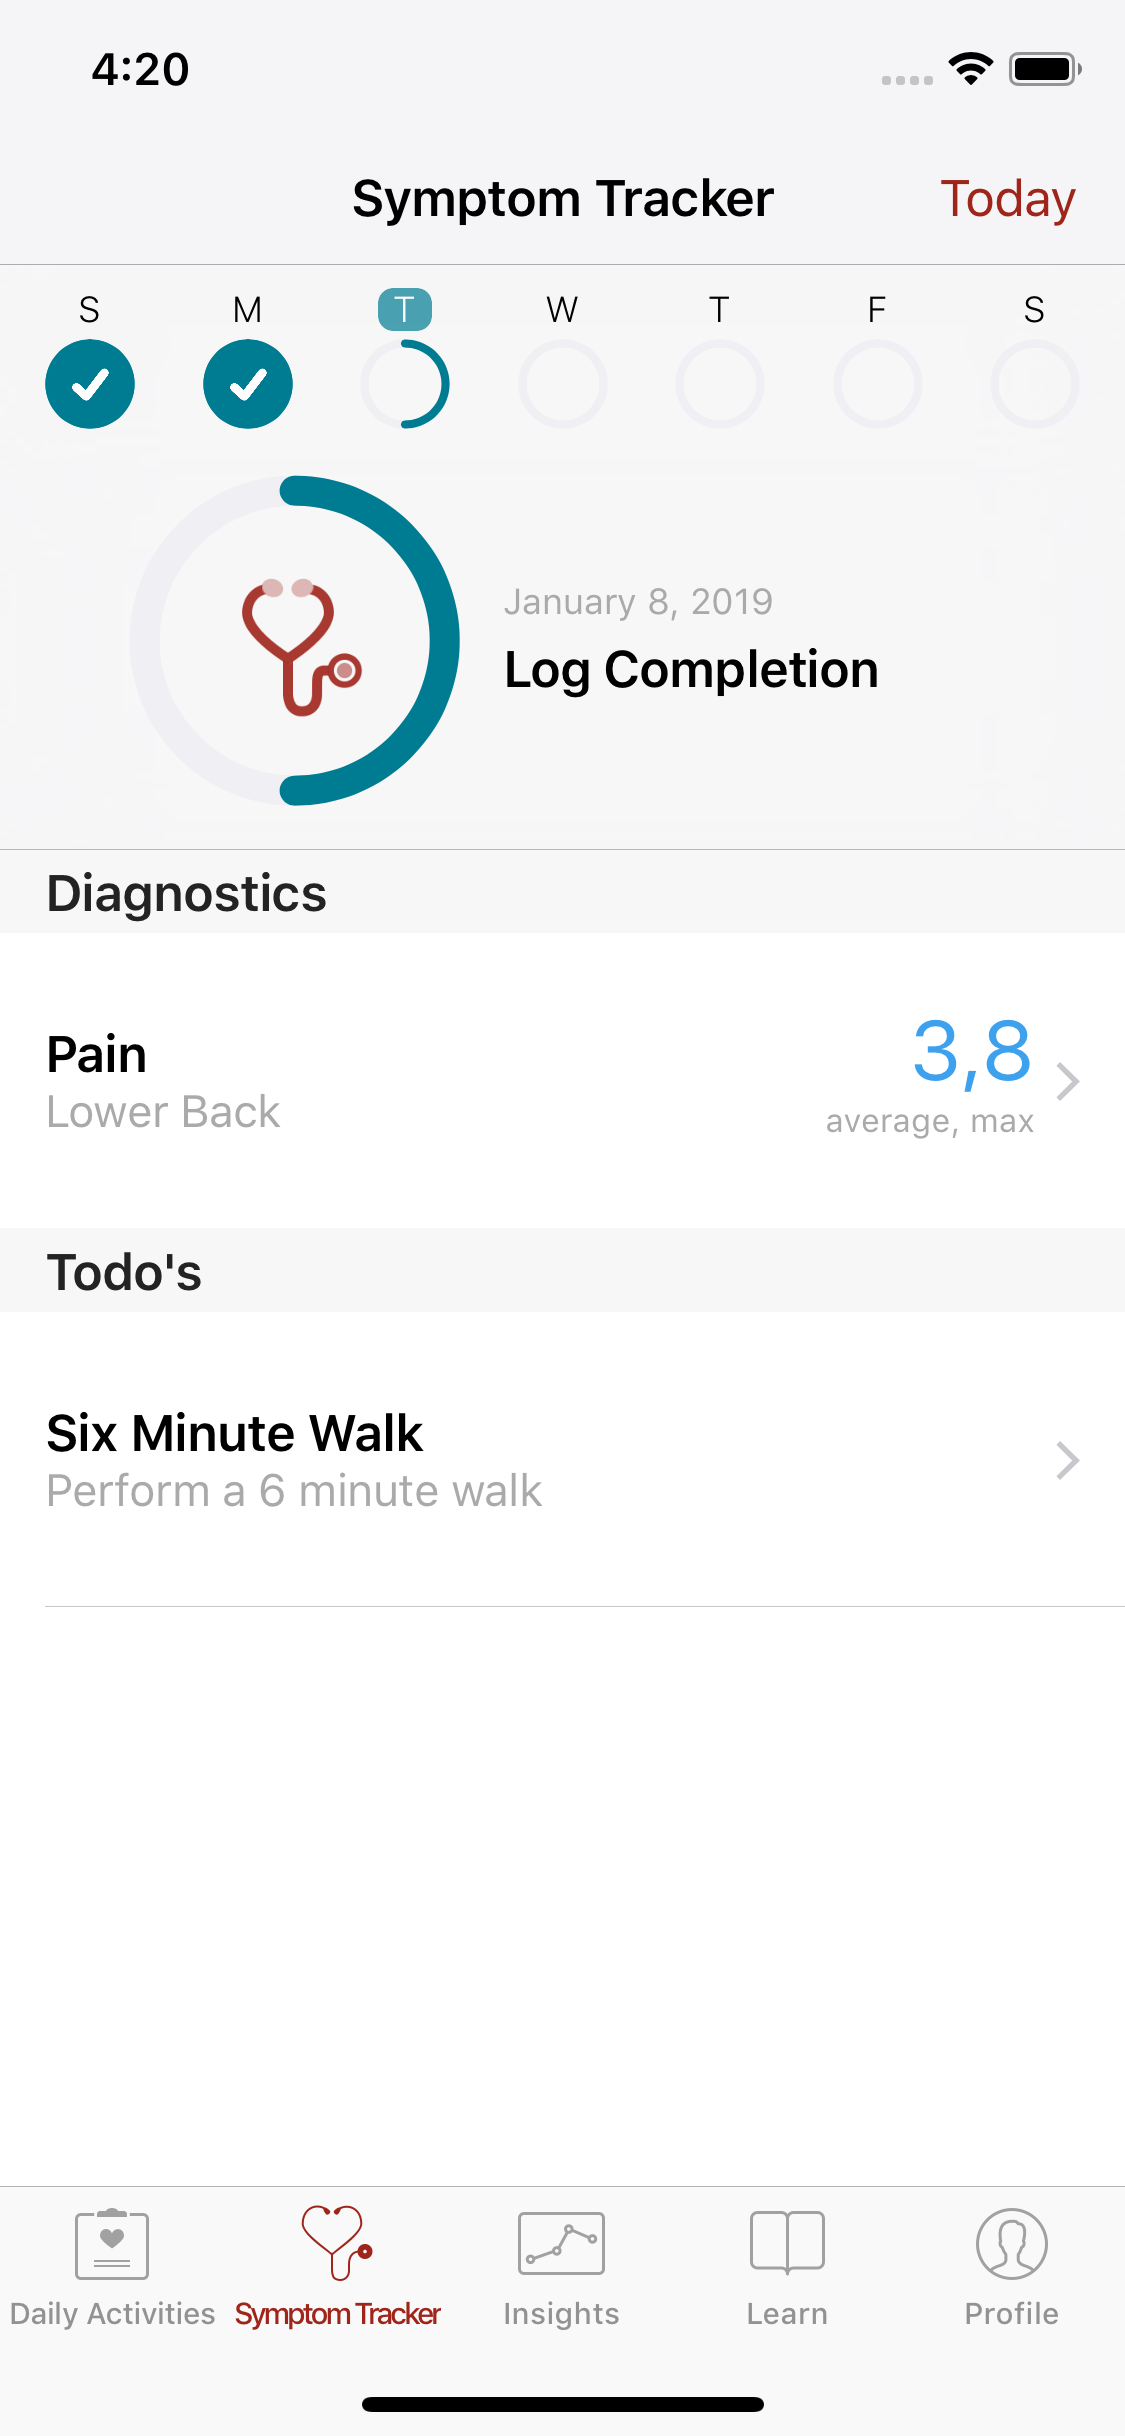 4:20
Symptom Tracker
Today
S M T W T F S
January 8, 2019
Log Completion
Diagnostics
Pain
Lower Back
3,8
average, max
Todo's
Six Minute Walk
Perform a 6 minute walk
Daily Activities
Symptom Tracker
Insights
Learn
Profile